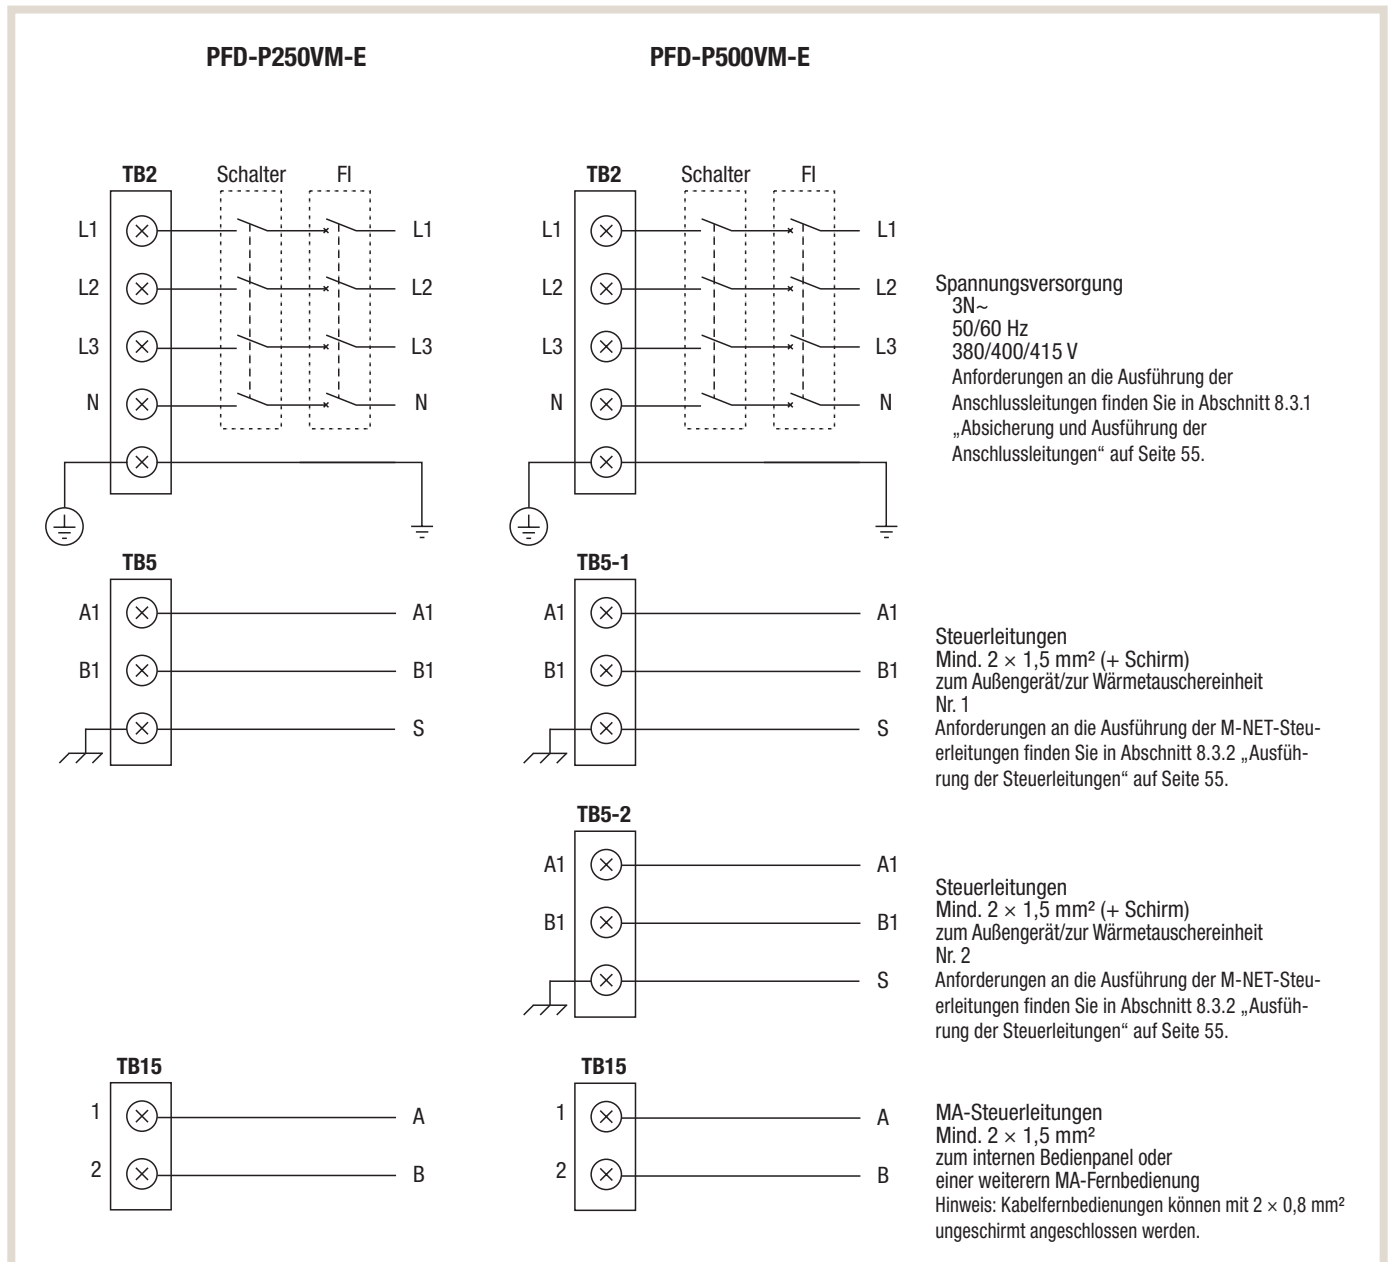 PFD-P250VM-E
PFD-P500VM-E
TB2 Schalter FI
L1 L1
L2 L2
L3 L3
N N
TB2 Schalter FI
L1 L1
L2 L2
L3 L3
N N
Spannungsversorgung
3N~
50/60 Hz
380/400/415 V
Anforderungen an die Ausführung der
Anschlussleitungen finden Sie in Abschnitt 8.3.1
„Absicherung und Ausführung der
Anschlussleitungen“ auf Seite 55.
TB5
A1 A1
B1 B1
S
TB5-1
A1 A1
B1 B1
S
Steuerleitungen
Mind. 2 × 1,5 mm² (+ Schirm)
zum Außengerät/zur Wärmetauschereinheit
Nr. 1
Anforderungen an die Ausführung der M-NET-Steu-
erleitungen finden Sie in Abschnitt 8.3.2 „Ausfüh-
rung der Steuerleitungen“ auf Seite 55.
TB5-2
A1 A1
B1 B1
S
Steuerleitungen
Mind. 2 × 1,5 mm² (+ Schirm)
zum Außengerät/zur Wärmetauschereinheit
Nr. 2
Anforderungen an die Ausführung der M-NET-Steu-
erleitungen finden Sie in Abschnitt 8.3.2 „Ausfüh-
rung der Steuerleitungen“ auf Seite 55.
TB15
1 A
2 B
TB15
1 A
2 B
MA-Steuerleitungen
Mind. 2 × 1,5 mm²
zum internen Bedienpanel oder
einer weiterern MA-Fernbedienung
Hinweis: Kabelfernbedienungen können mit 2 × 0,8 mm²
ungeschirmt angeschlossen werden.